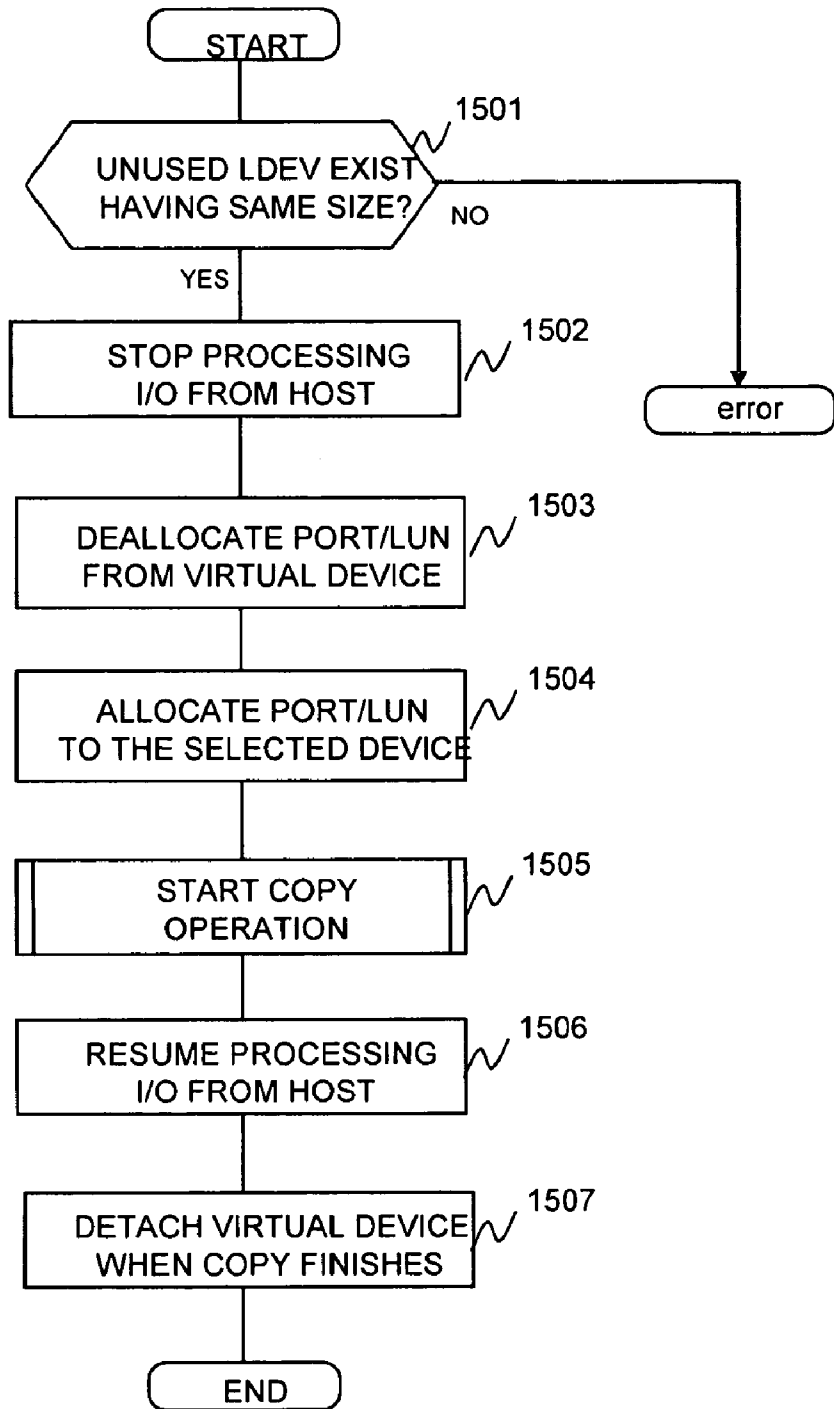 START
1501
UNUSED LDEV EXIST
HAVING SAME SIZE?
NO
YES
1502
STOP PROCESSING
I/O FROM HOST
error
1503
DEALLOCATE PORT/LUN
FROM VIRTUAL DEVICE
1504
ALLOCATE PORT/LUN
TO THE SELECTED DEVICE
1505
START COPY
OPERATION
1506
RESUME PROCESSING
I/O FROM HOST
1507
DETACH VIRTUAL DEVICE
WHEN COPY FINISHES
END